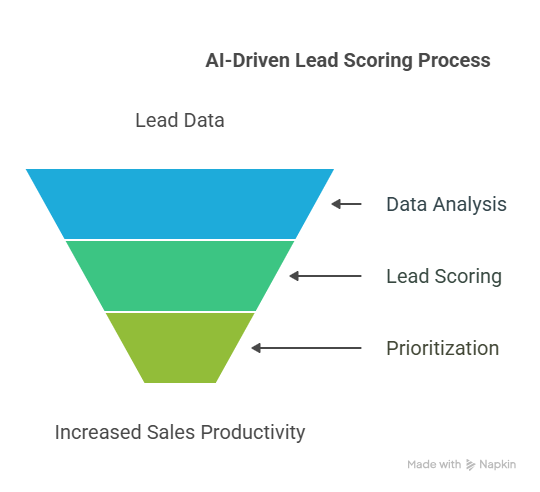 AI-Driven Lead Scoring Process
Lead Data
Data Analysis
Lead Scoring
Prioritization
Increased Sales Productivity
Made with Napkin